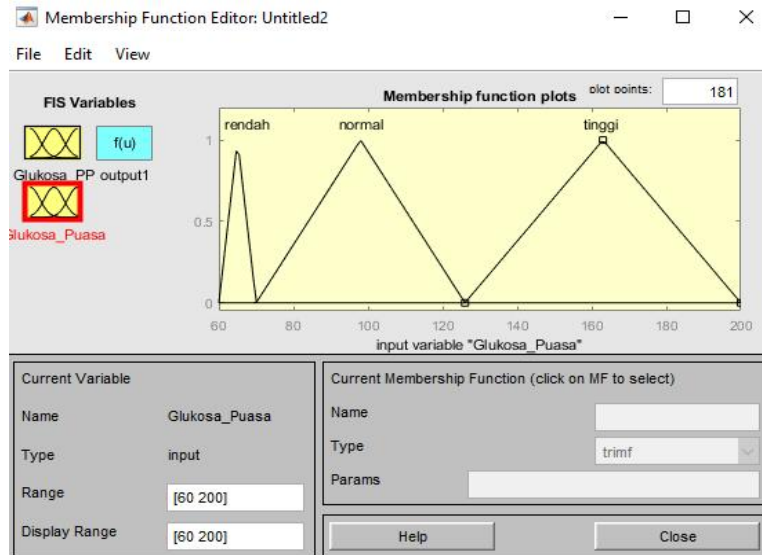 Membership Function Editor: Untitled2
File Edit View
FIS Variables
Membership function plots plot points: 181
f(u)
Glukosa_PP output1
Glukosa_Puasa
rendah normal tinggi
1
0.5
0
60 80 100 120 140 160 180 200
input variable "Glukosa_Puasa"
Current Variable
Name Glukosa_Puasa
Type input
Range [60 200]
Display Range [60 200]
Current Membership Function (click on MF to select)
Name
Type trimf
Params
Help Close